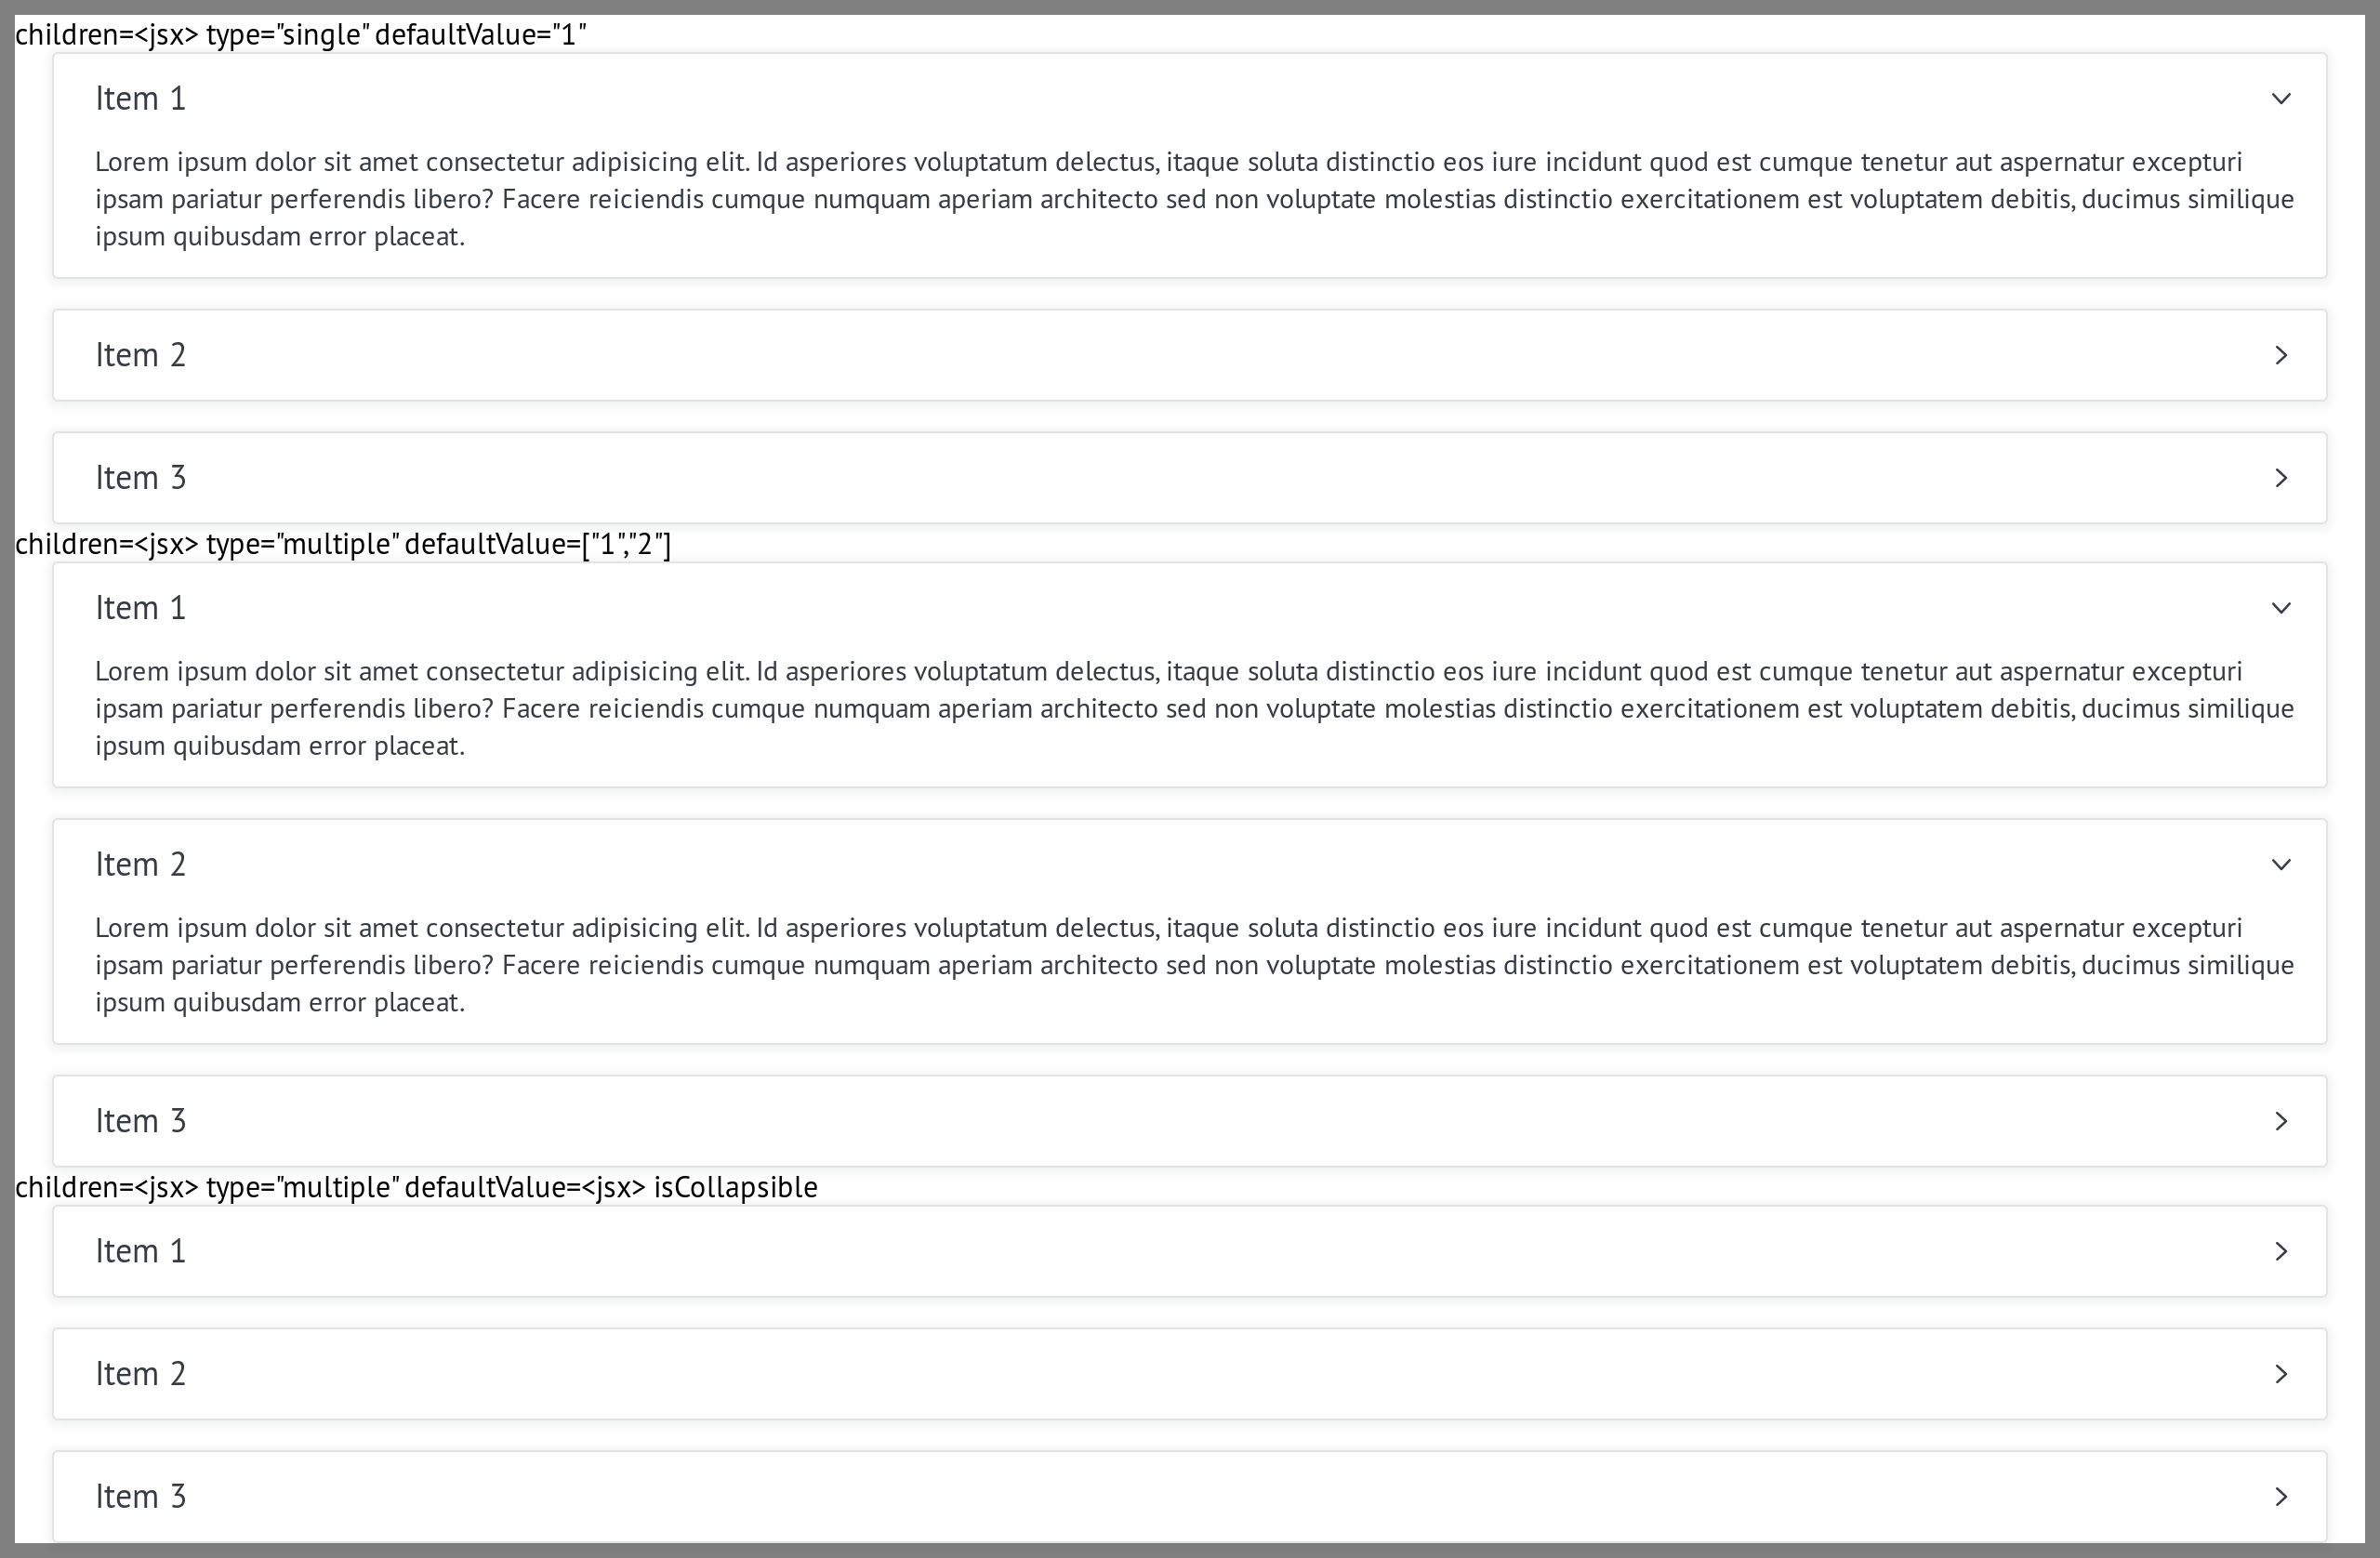 children=<jsx> type="single" defaultValue="1"
Item 1
Lorem ipsum dolor sit amet consectetur adipisicing elit. Id asperiores voluptatum delectus, itaque soluta distinctio eos iure incidunt quod est cumque tenetur aut aspernatur excepturi
ipsam pariatur perferendis libero? Facere reiciendis cumque numquam aperiam architecto sed non voluptate molestias distinctio exercitationem est voluptatem debitis, ducimus similique
ipsum quibusdam error placeat.
Item 2
Item 3
children=<jsx> type="multiple" defaultValue=["1","2"]
Item 1
Lorem ipsum dolor sit amet consectetur adipisicing elit. Id asperiores voluptatum delectus, itaque soluta distinctio eos iure incidunt quod est cumque tenetur aut aspernatur excepturi
ipsam pariatur perferendis libero? Facere reiciendis cumque numquam aperiam architecto sed non voluptate molestias distinctio exercitationem est voluptatem debitis, ducimus similique
ipsum quibusdam error placeat.
Item 2
Lorem ipsum dolor sit amet consectetur adipisicing elit. Id asperiores voluptatum delectus, itaque soluta distinctio eos iure incidunt quod est cumque tenetur aut aspernatur excepturi
ipsam pariatur perferendis libero? Facere reiciendis cumque numquam aperiam architecto sed non voluptate molestias distinctio exercitationem est voluptatem debitis, ducimus similique
ipsum quibusdam error placeat.
Item 3
children=<jsx> type="multiple" defaultValue=<jsx> isCollapsible
Item 1
Item 2
Item 3